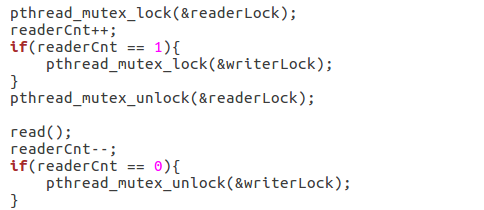 pthread_mutex_lock(&readerLock);
readerCnt++;
if(readerCnt == 1){
    pthread_mutex_lock(&writerLock);
}
pthread_mutex_unlock(&readerLock);

read();
readerCnt--;
if(readerCnt == 0){
    pthread_mutex_unlock(&writerLock);
}